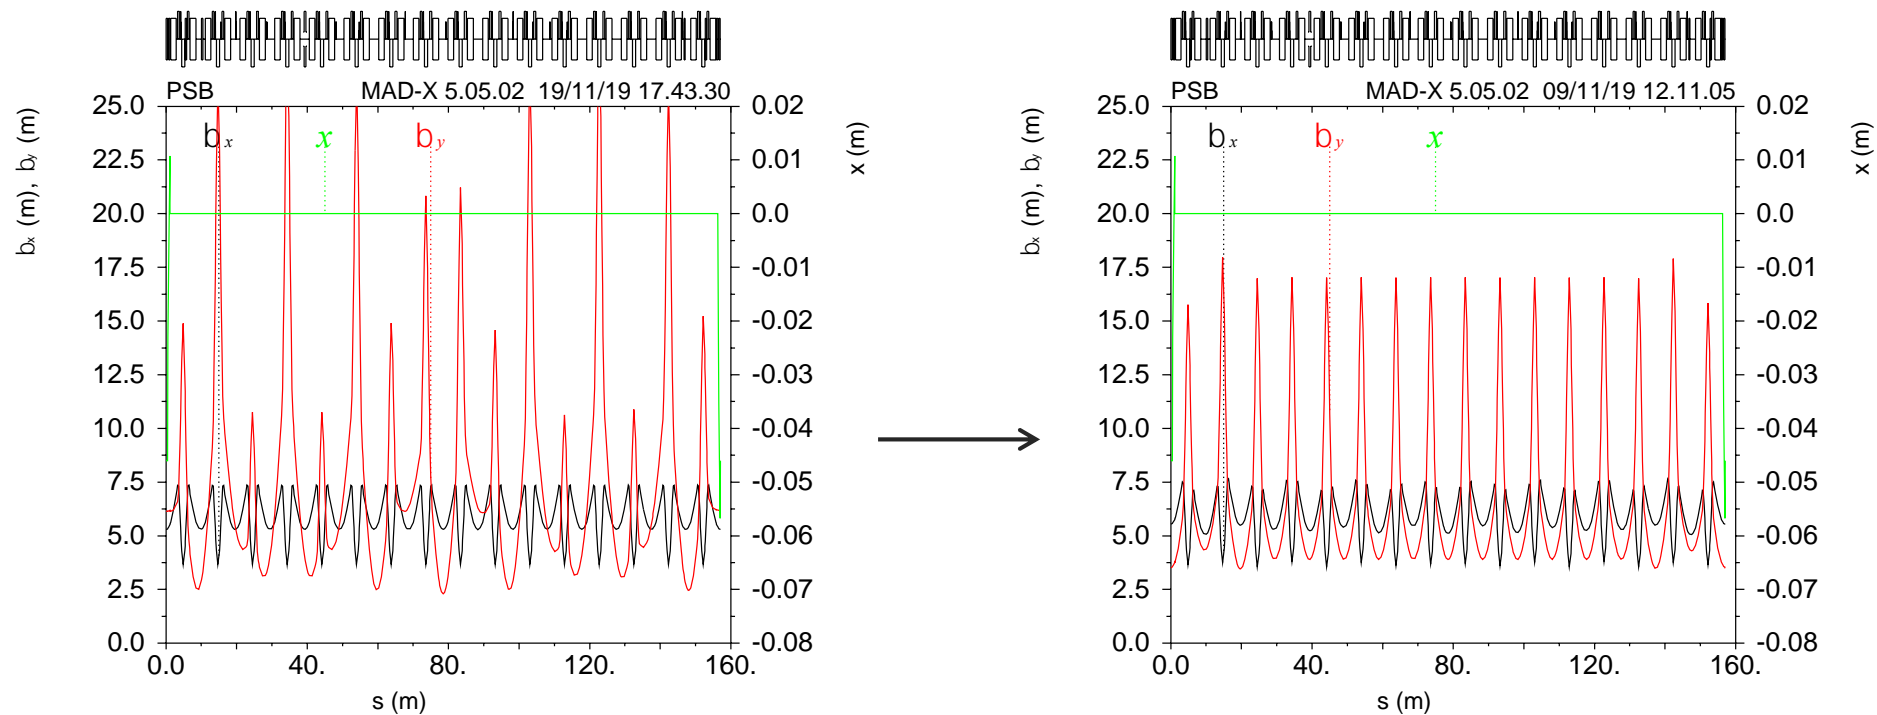 PSB MAD-X 5.05.02 19/11/19 17.43.30
25.0
22.5
20.0
17.5
15.0
12.5
10.0
7.5
5.0
2.5
0.0
bx (m), by (m)
bx
x
by
0.02
0.01
0.0
-0.01
-0.02
-0.03
-0.04
-0.05
-0.06
-0.07
-0.08
x (m)
0.0 40. 80. 120. 160.
s (m)
PSB MAD-X 5.05.02 09/11/19 12.11.05
25.0
22.5
20.0
17.5
15.0
12.5
10.0
7.5
5.0
2.5
0.0
bx (m), by (m)
bx
by
x
0.02
0.01
0.0
-0.01
-0.02
-0.03
-0.04
-0.05
-0.06
-0.07
-0.08
x (m)
0.0 40. 80. 120. 160.
s (m)